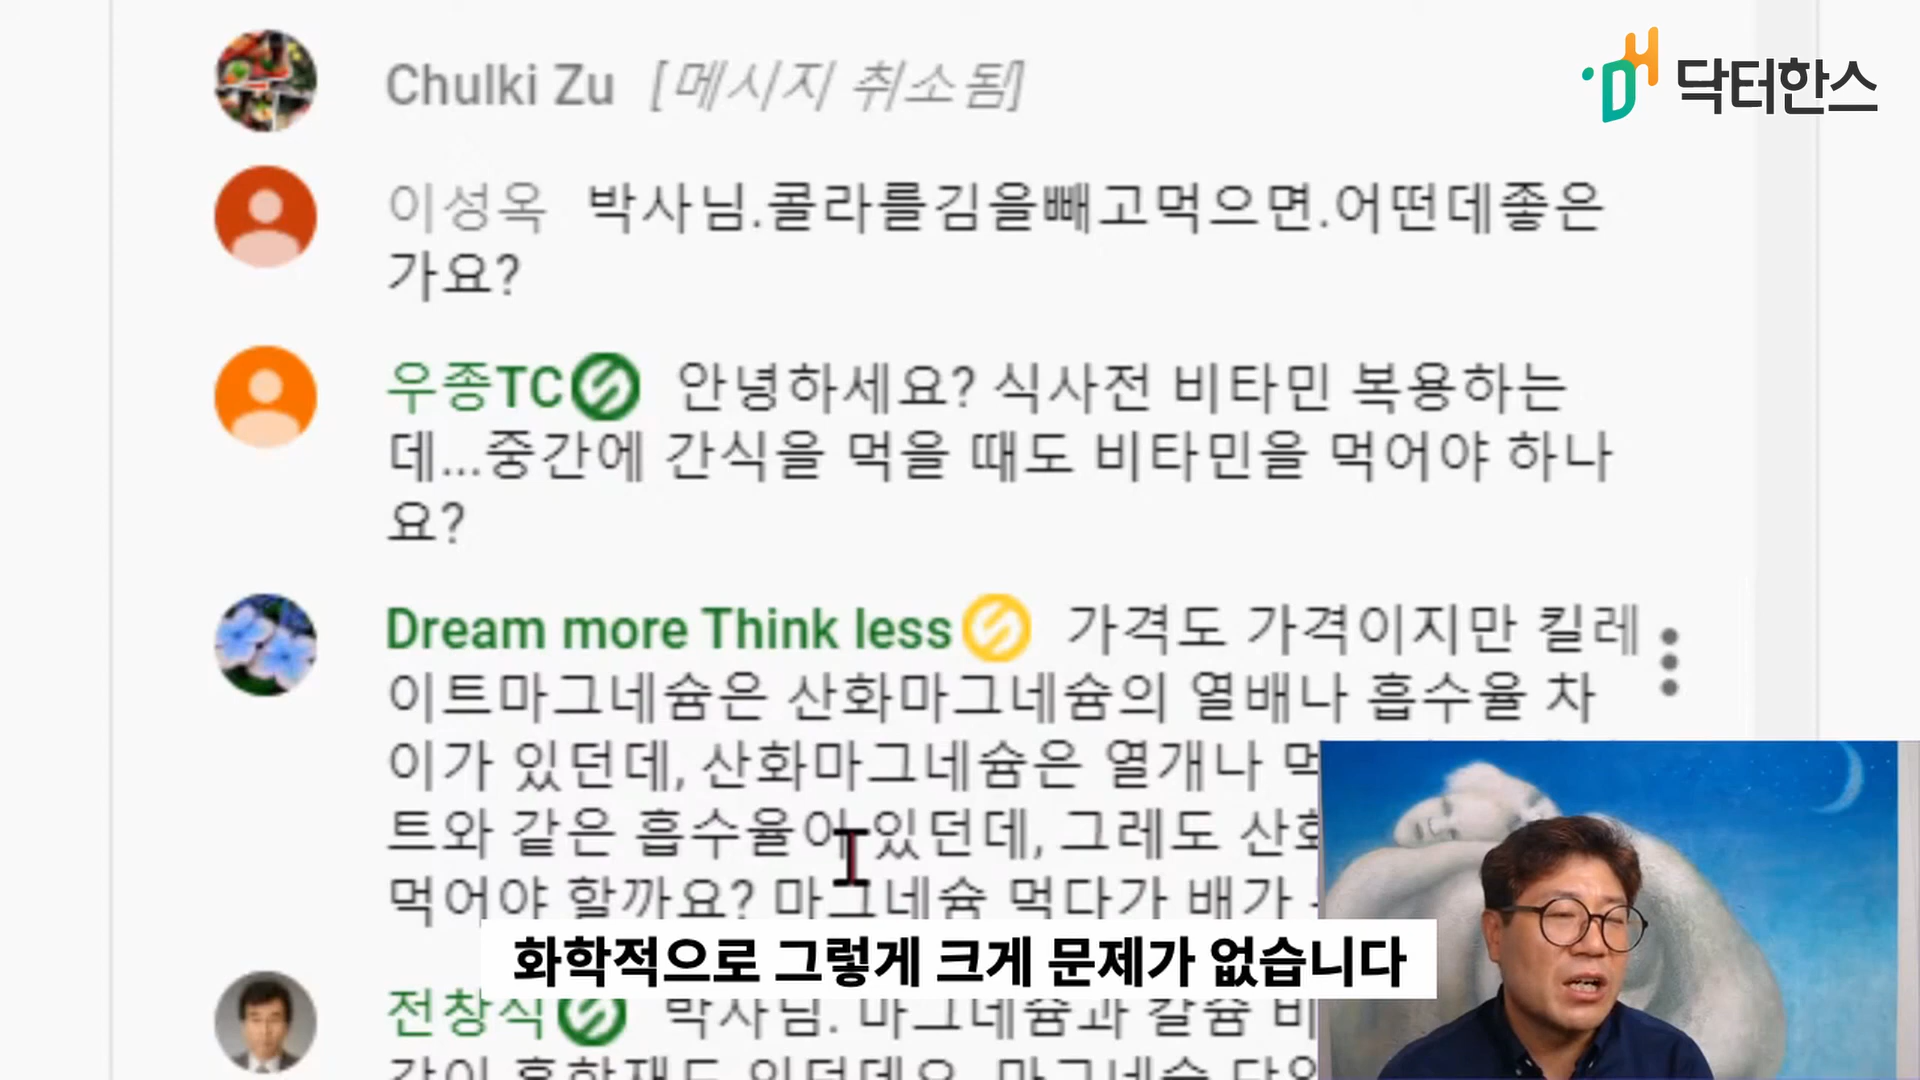 Chulki Zu [메시지 취소됨]
닥터한스
이성옥 박사님.콜라를김을빼고먹으면.어떤데좋은
가요?
우종TC 안녕하세요? 식사전 비타민 복용하는
데...중간에 간식을 먹을 때도 비타민을 먹어야 하나
요?
Dream more Think less 가격도 가격이지만 킬레
이트마그네슘은 산화마그네슘의 열배나 흡수율 차
이가 있던데, 산화마그네슘은 열개나
트와 같은 흡수율이 있던데, 그레도
먹어야 할까요? 마그네슘 먹다가 배가
화학적으로 그렇게 크게 문제가 없습니다
전창식 박사님. 마그네슘과 칼슘